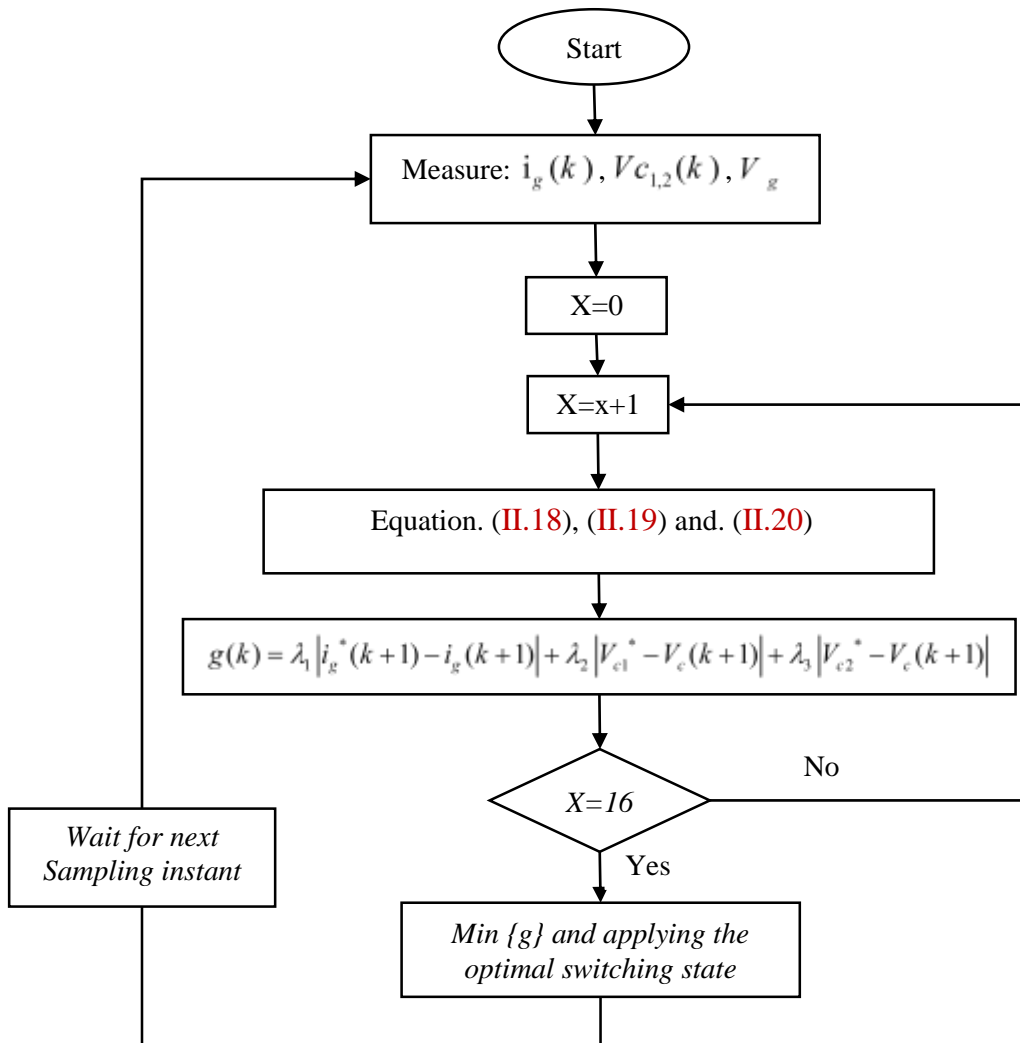 Start
Measure: i_g(k), Vc_{1,2}(k), V_g
X=0
X=x+1
Equation. (II.18), (II.19) and. (II.20)
g(k) = λ_1 |i_g^*(k+1) − i_g(k+1)| + λ_2 |V_{c1}^* − V_c(k+1)| + λ_3 |V_{c2}^* − V_c(k+1)|
No
X=16
Wait for next
Sampling instant
Yes
Min {g} and applying the
optimal switching state